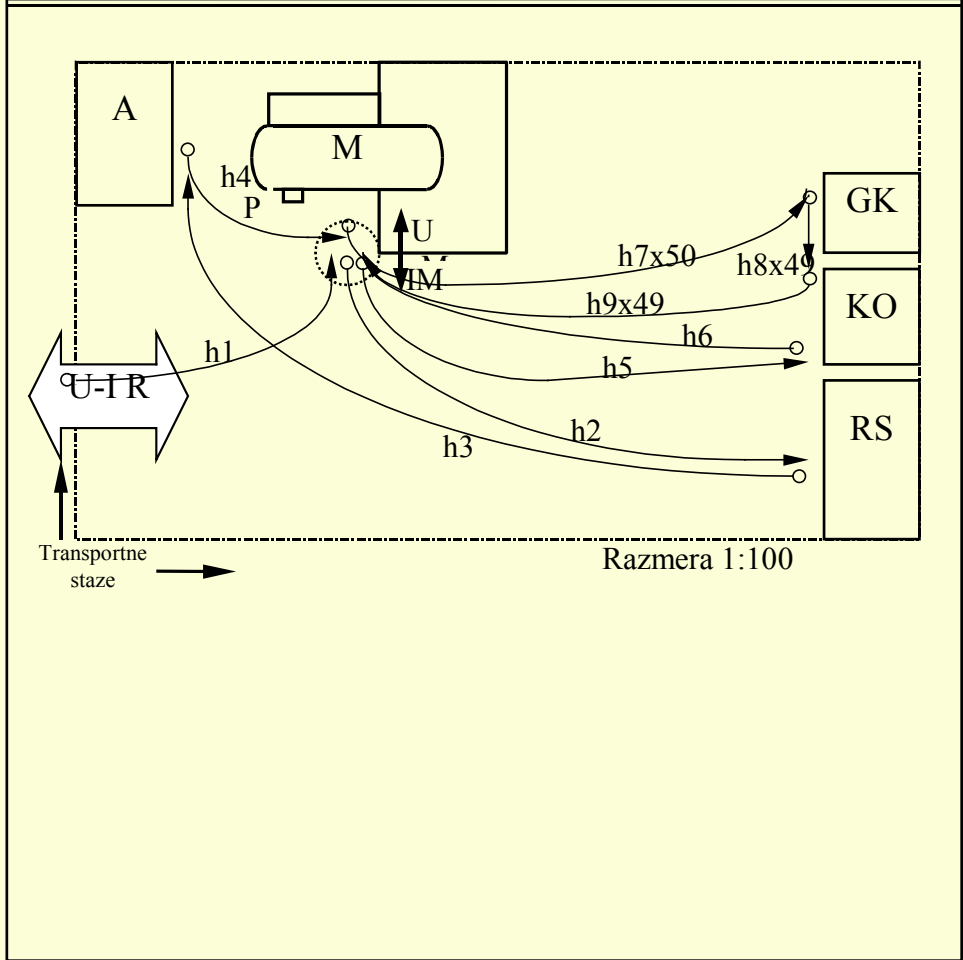 A
M
h4
P
U
IM
GK
h7x50
h8x49
h9x49
KO
h6
h1
h5
U-I R
h2
RS
h3
Transportne
staze
Razmera 1:100